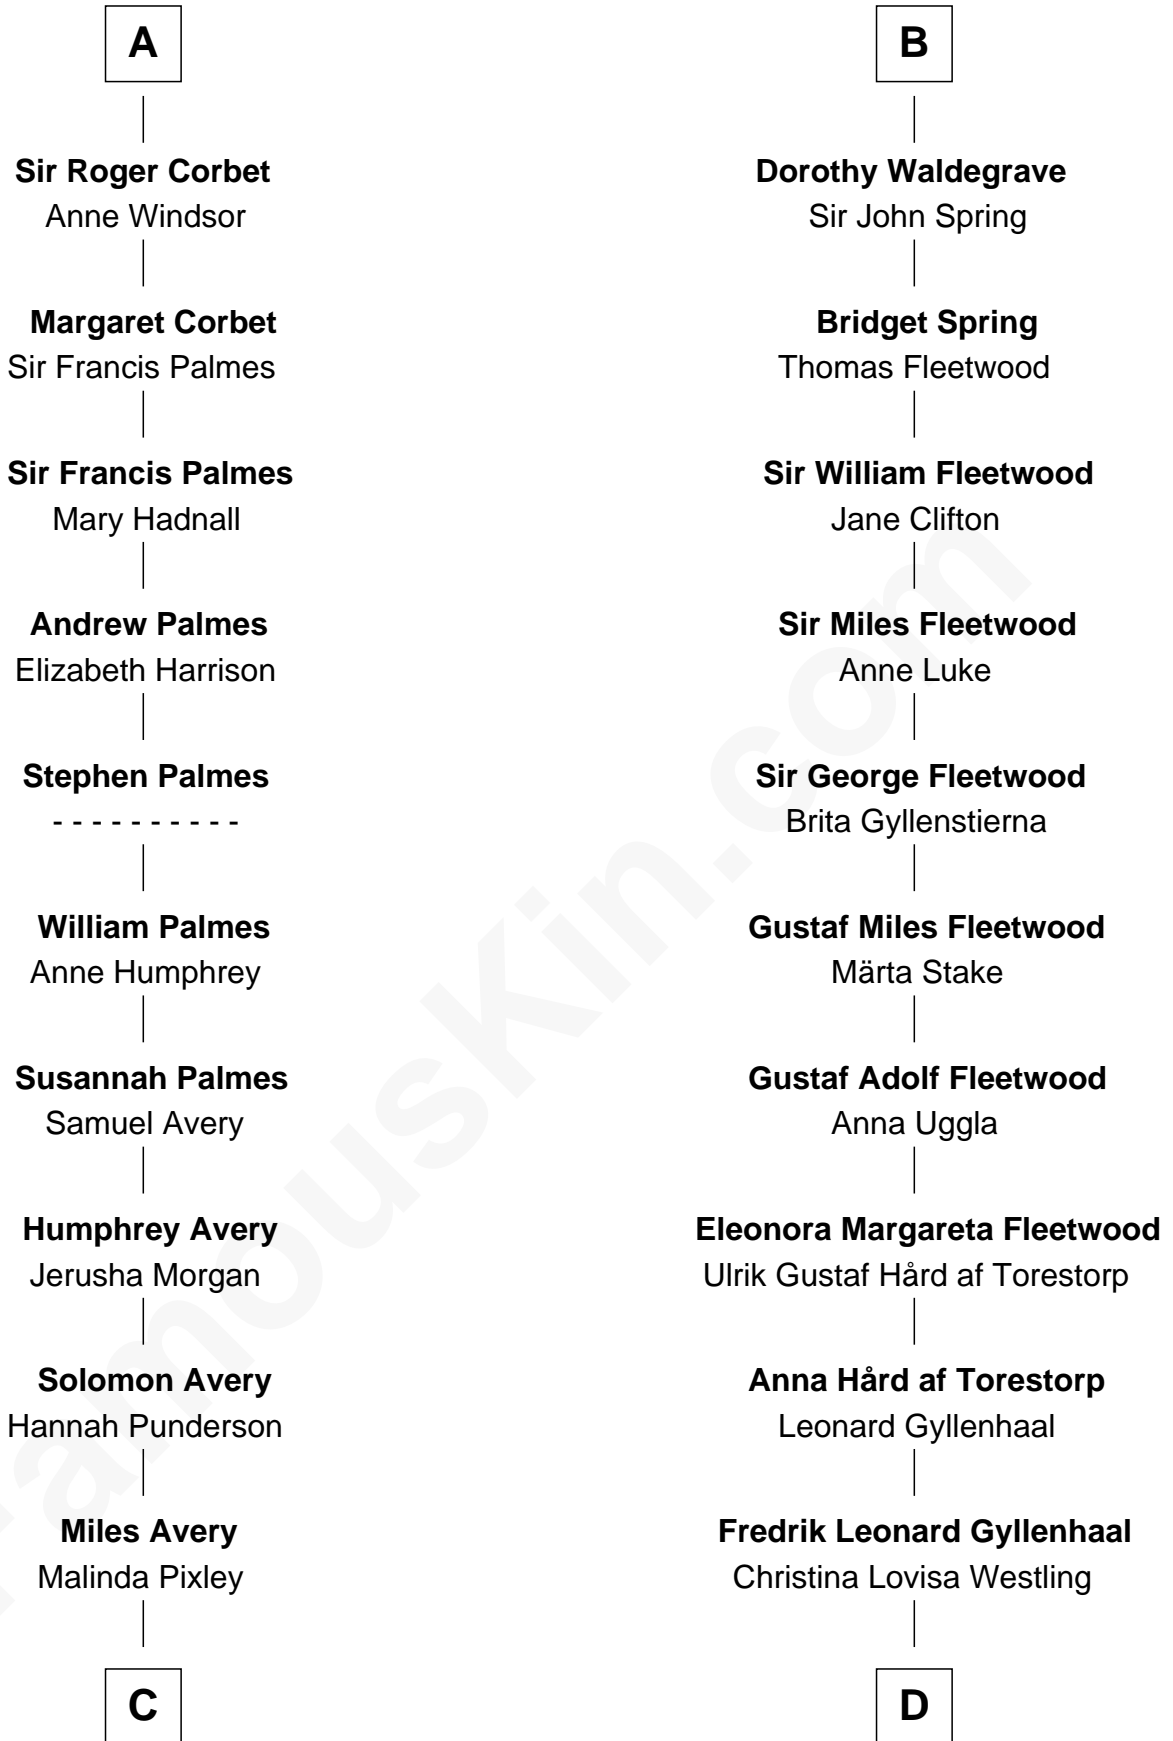 A
Sir Roger Corbet
Anne Windsor
Margaret Corbet
Sir Francis Palmes
Sir Francis Palmes
Mary Hadnall
Andrew Palmes
Elizabeth Harrison
Stephen Palmes
- - - - - - - - - -
William Palmes
Anne Humphrey
Susannah Palmes
Samuel Avery
Humphrey Avery
Jerusha Morgan
Solomon Avery
Hannah Punderson
Miles Avery
Malinda Pixley
C
B
Dorothy Waldegrave
Sir John Spring
Bridget Spring
Thomas Fleetwood
Sir William Fleetwood
Jane Clifton
Sir Miles Fleetwood
Anne Luke
Sir George Fleetwood
Brita Gyllenstierna
Gustaf Miles Fleetwood
Märta Stake
Gustaf Adolf Fleetwood
Anna Uggla
Eleonora Margareta Fleetwood
Ulrik Gustaf Hård af Torestorp
Anna Hård af Torestorp
Leonard Gyllenhaal
Fredrik Leonard Gyllenhaal
Christina Lovisa Westling
D
FamousKin.com